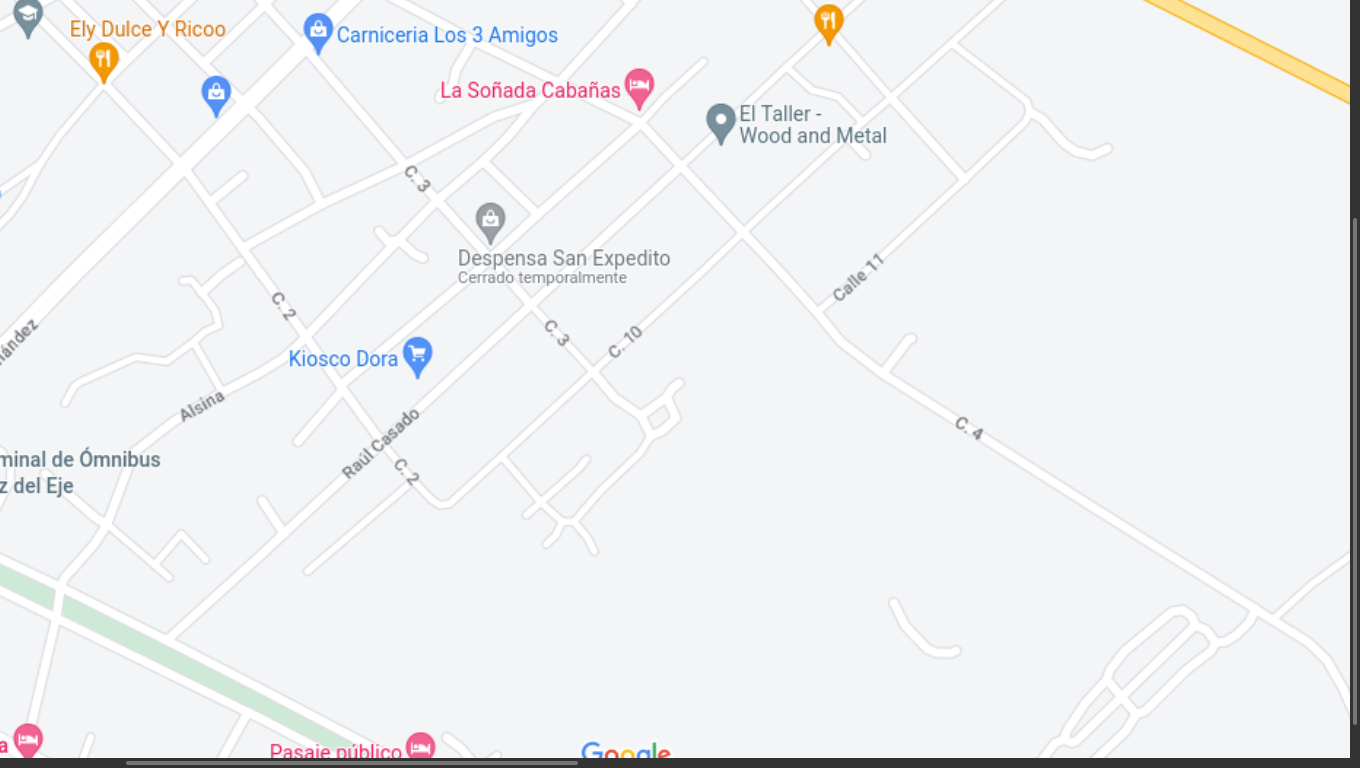 Ely Dulce Y Ricoo
Carniceria Los 3 Amigos
La Soñada Cabañas
El Taller -
Wood and Metal
C. 3
Despensa San Expedito
Cerrado temporalmente
Calle 11
C. 2
nández
C. 3
C. 10
Kiosco Dora
Alsina
Raúl Casado
C. 4
minal de Ómnibus
z del Eje
C. 2
a
Pasaje público
Google